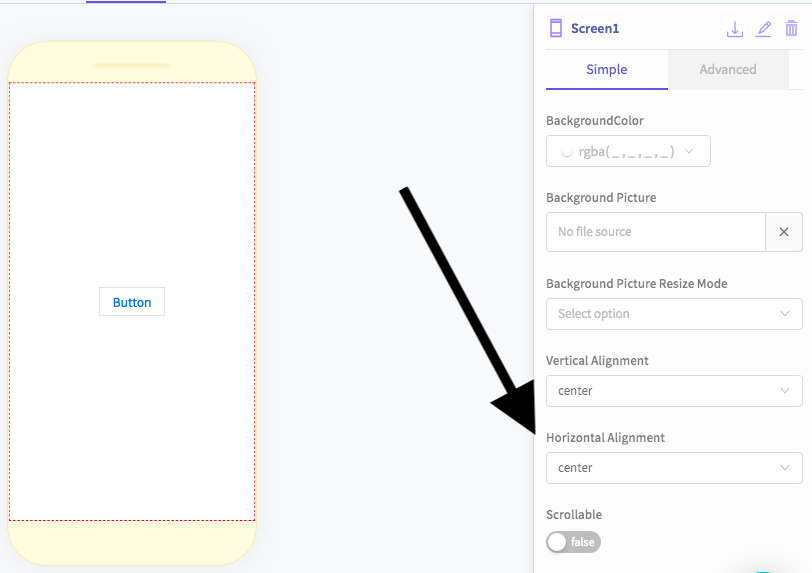 Screen1
Simple
Advanced
BackgroundColor
rgba( _ , _ , _ , _ )
Background Picture
No file source
Background Picture Resize Mode
Select option
Vertical Alignment
center
Horizontal Alignment
center
Scrollable
false
Button